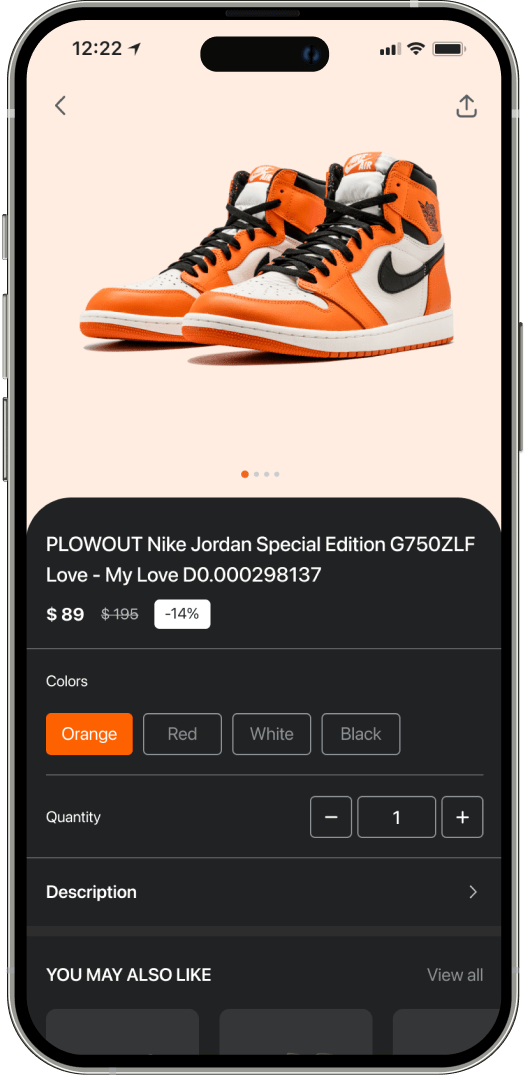 12:22
AIR
PLOWOUT Nike Jordan Special Edition G750ZLF
Love - My Love D0.000298137
$ 89 $ 195 -14%
Colors
Orange Red White Black
Quantity − 1 +
Description
YOU MAY ALSO LIKE View all